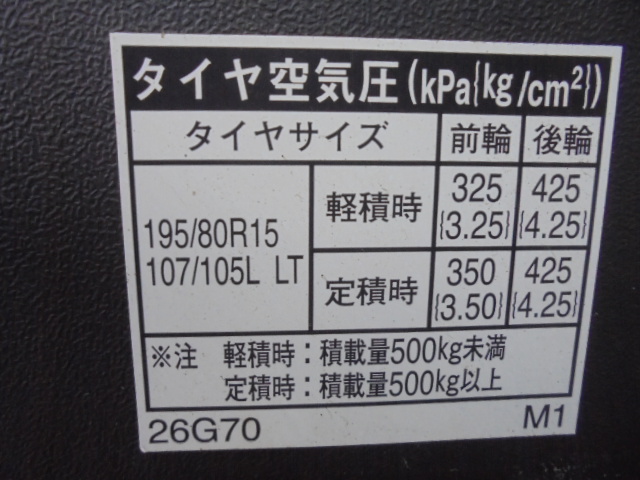 タイヤ空気圧(kPa{kg/cm²})
タイヤサイズ 前輪 後輪
195/80R15 107/105L LT 軽積時 325 {3.25} 425 {4.25}
定積時 350 {3.50} 425 {4.25}
※注 軽積時:積載量500kg未満
定積時:積載量500kg以上
26G70 M1